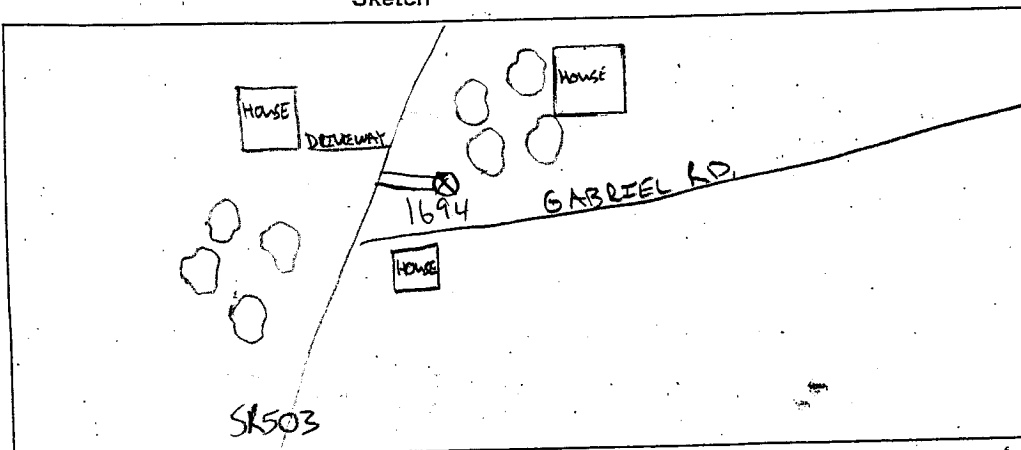 Sketch
HOUSE
HOUSE
DRIVEWAY
1694
GABRIEL RD.
HOUSE
SR503